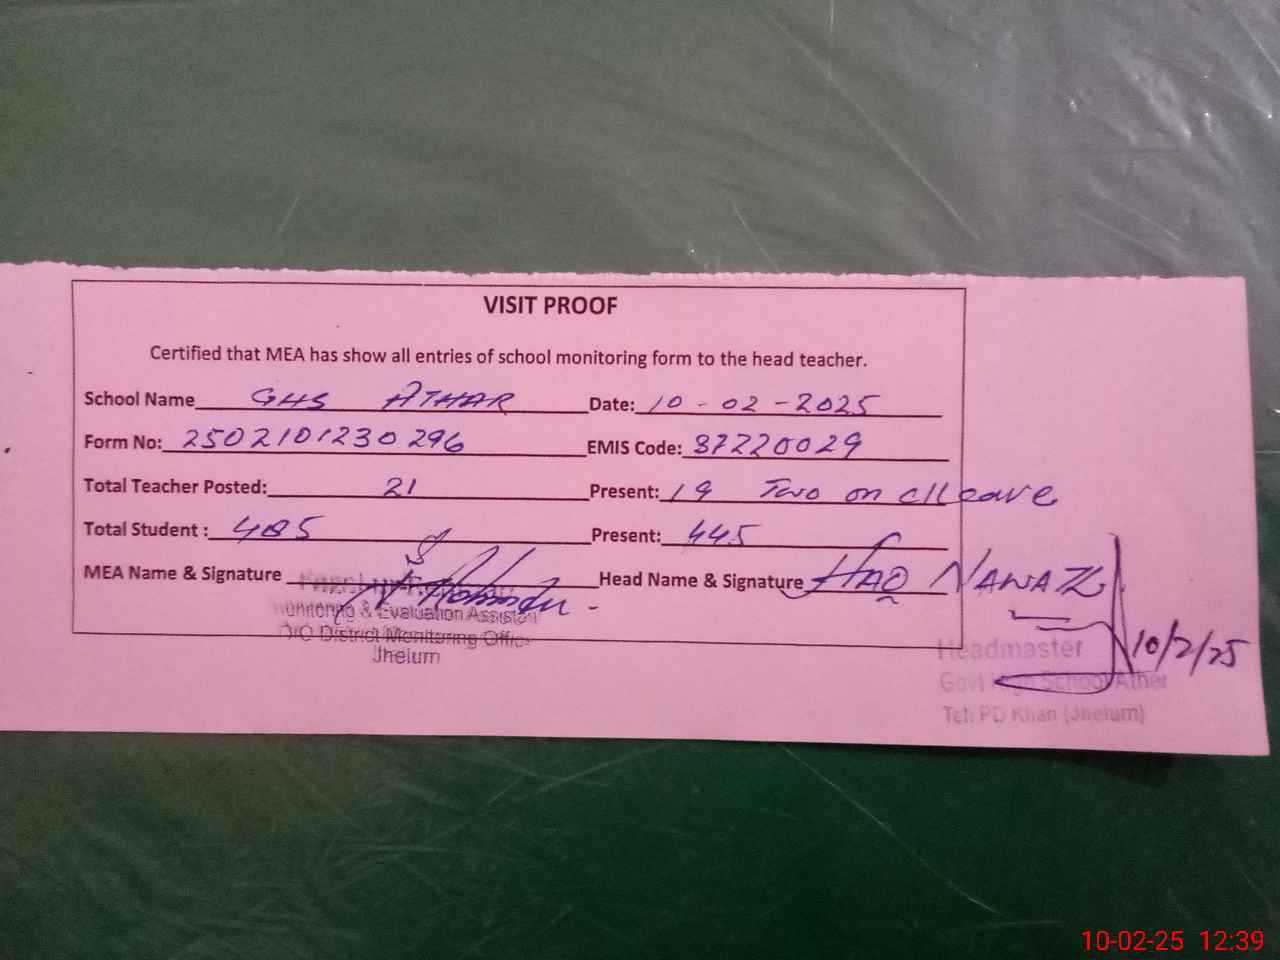 VISIT PROOF
Certified that MEA has show all entries of school monitoring form to the head teacher.
School Name GHS ATHAR Date: 10-02-2025
Form No: 2502101230296 EMIS Code: 37220029
Total Teacher Posted: 21 Present: 19 Two on c/leave
Total Student : 485 Present: 445
MEA Name & Signature Head Name & Signature HAQ NAWAZ
Monitoring & Evaluation Assistant
O/O District Monitoring Office
Jhelum
10/2/25
Headmaster
Govt High School Ather
Teh PD Khan (Jhelum)
10-02-25 12:39